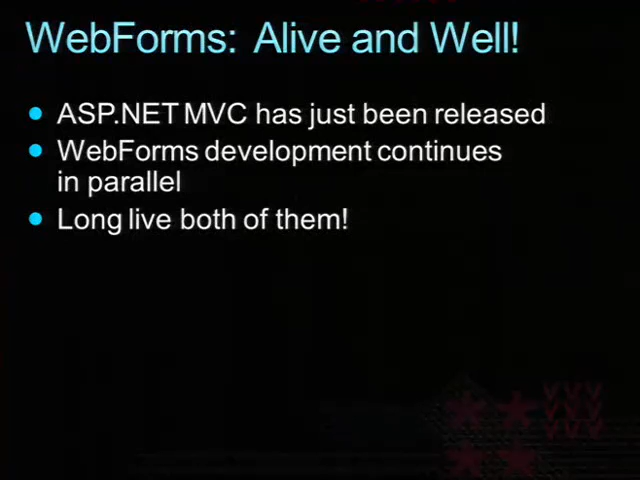 WebForms: Alive and Well!
ASP.NET MVC has just been released
WebForms development continues
in parallel
Long live both of them!